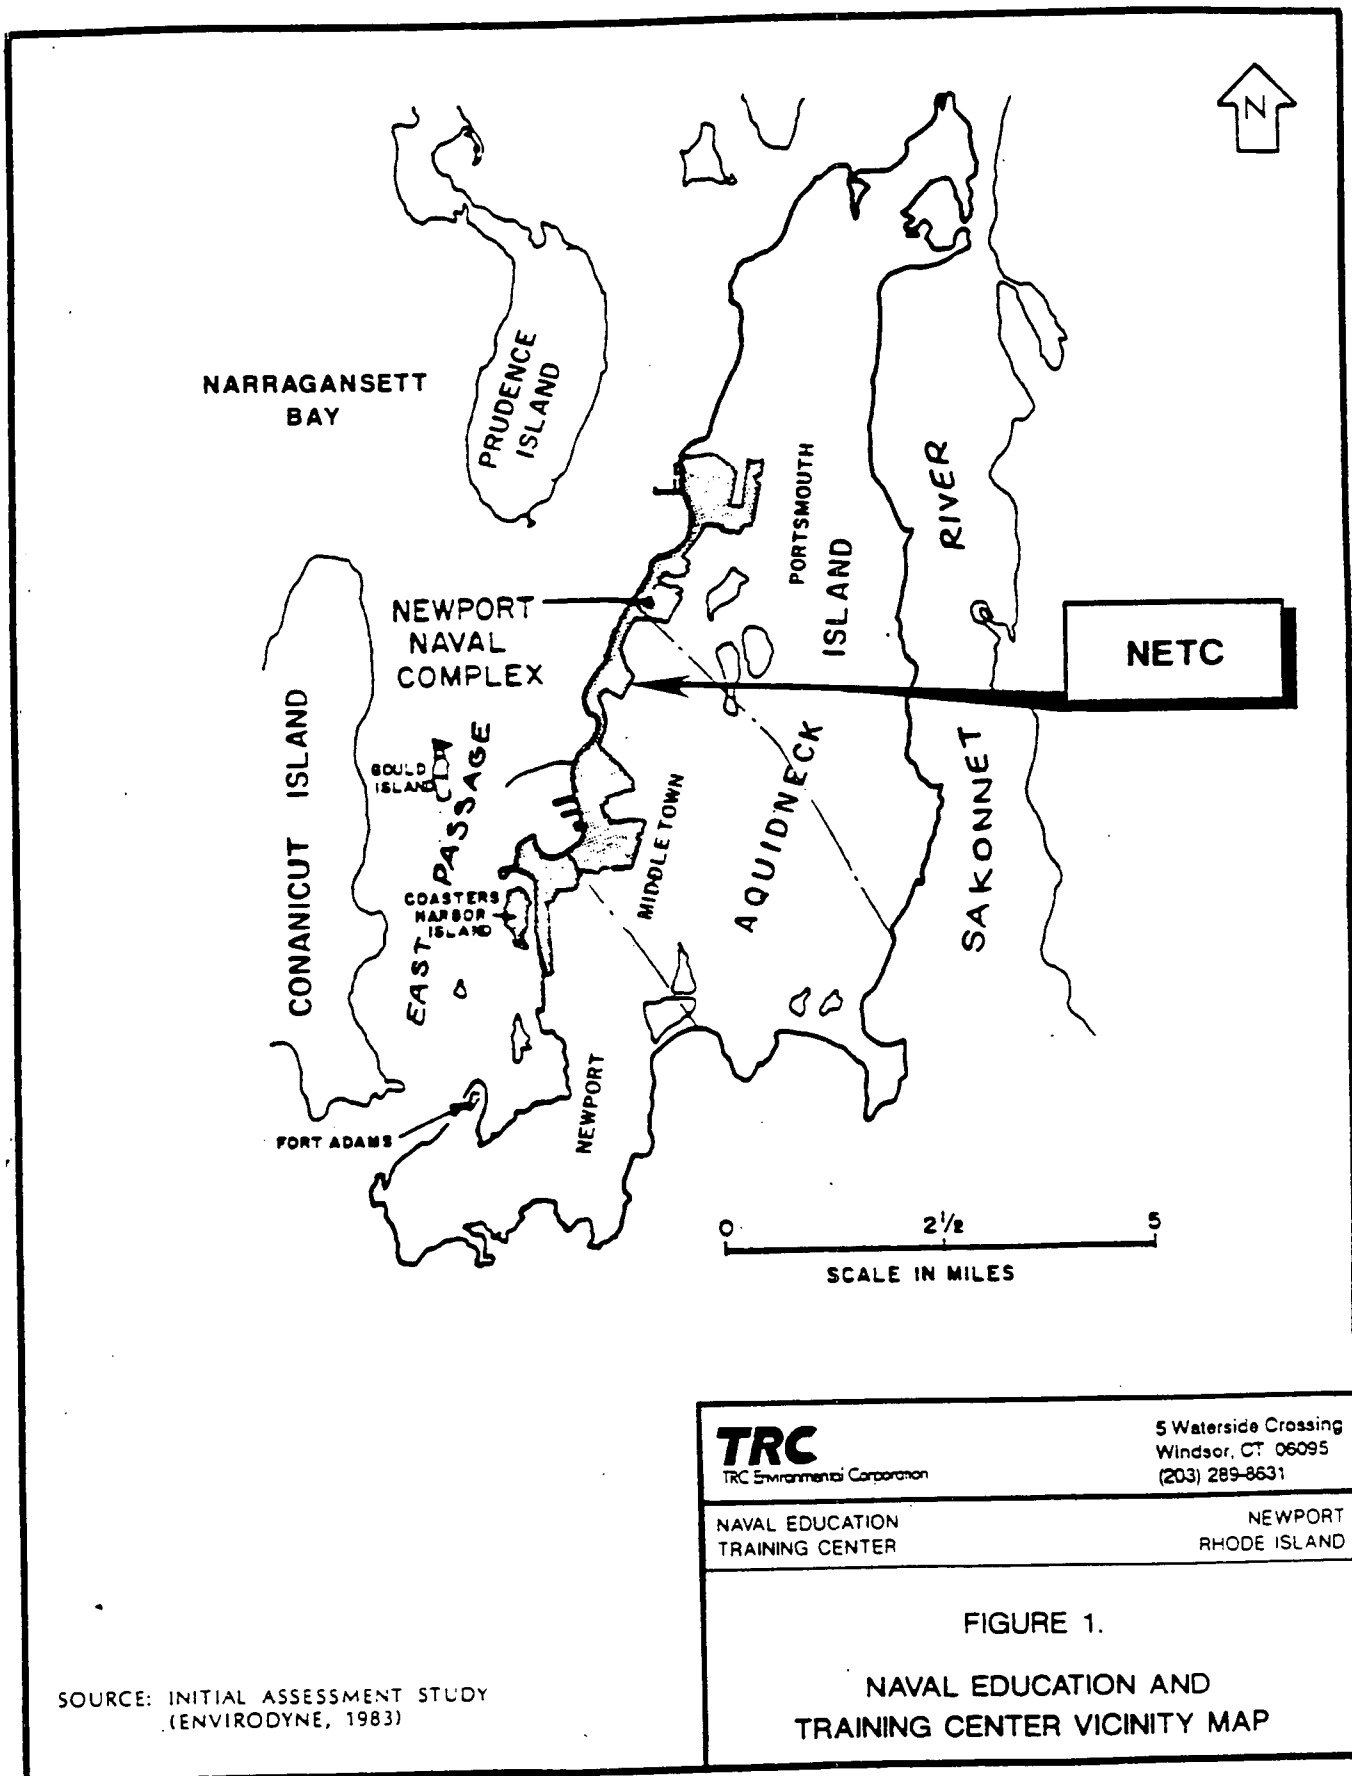 N
NARRAGANSETT
BAY
PRUDENCE
ISLAND
PORTSMOUTH
ISLAND
RIVER
NEWPORT
NAVAL
COMPLEX
NETC
CONANICUT ISLAND
GOULD
ISLAND
EAST PASSAGE
MIDDLETOWN
AQUIDNECK
SAKONNET
COASTERS
HARBOR
ISLAND
NEWPORT
FORT ADAMS
0 2 1/2 5
SCALE IN MILES
TRC
TRC Environmental Corporation
5 Waterside Crossing
Windsor, CT 06095
(203) 289-8631
NAVAL EDUCATION
TRAINING CENTER
NEWPORT
RHODE ISLAND
FIGURE 1.
NAVAL EDUCATION AND
TRAINING CENTER VICINITY MAP
SOURCE: INITIAL ASSESSMENT STUDY
(ENVIRODYNE, 1983)